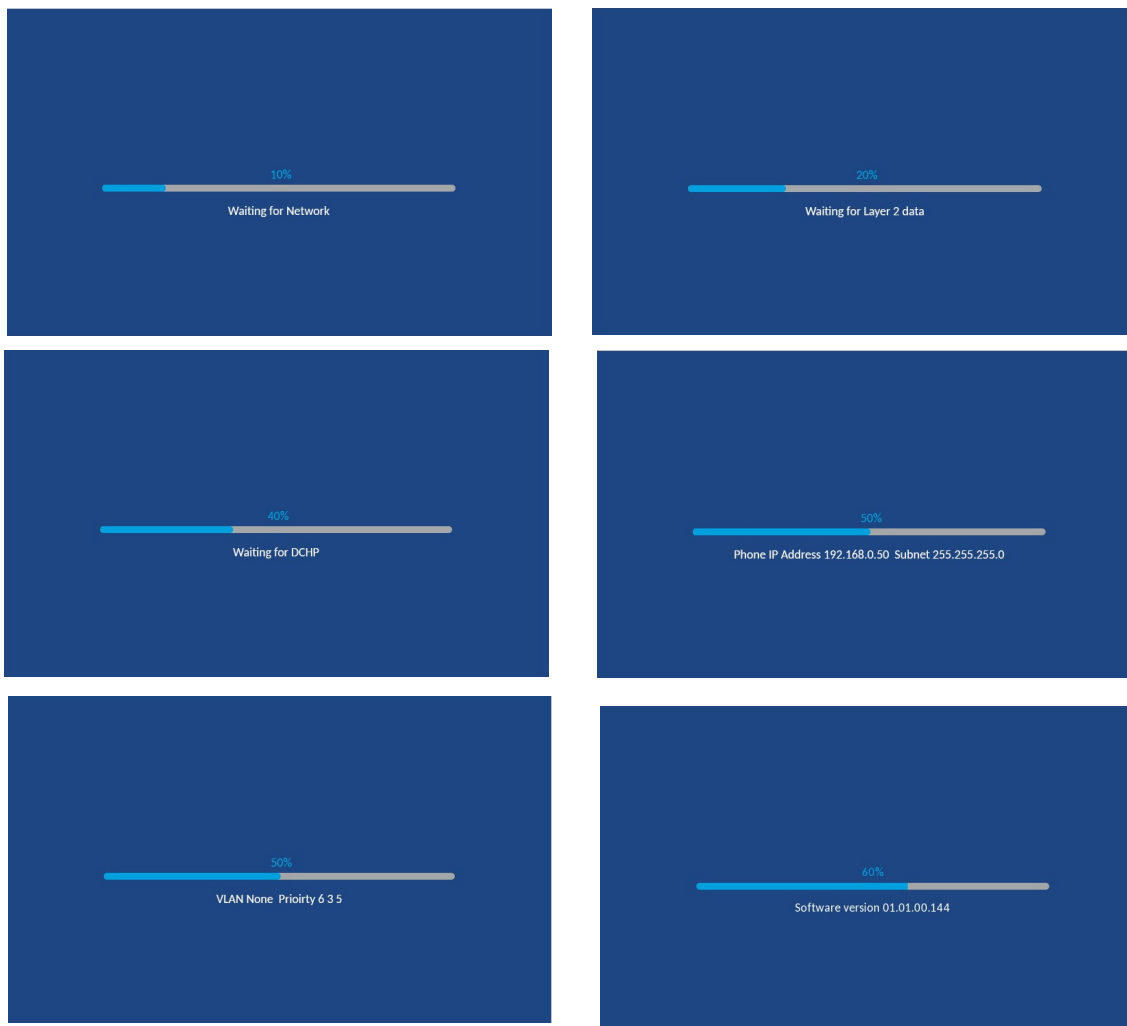 10%
Waiting for Network
20%
Waiting for Layer 2 data
40%
Waiting for DCHP
50%
Phone IP Address 192.168.0.50 Subnet 255.255.255.0
50%
VLAN None Prioirty 6 3 5
60%
Software version 01.01.00.144